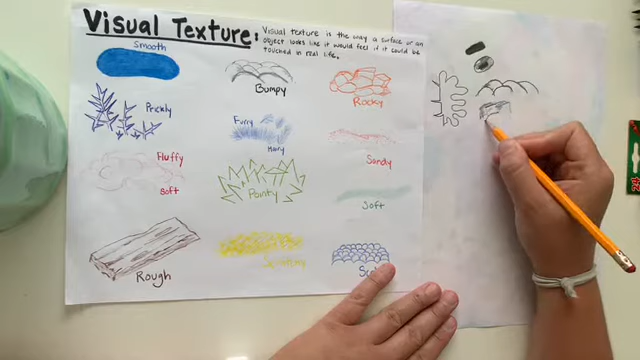 Visual Texture:
Visual texture is the way a surface or an
object looks like it would feel if it could be
touched in real life.
Smooth
Bumpy
Rocky
Prickly
Furry
Hairy
Sandy
Fluffy
Soft
Pointy
Soft
Rough